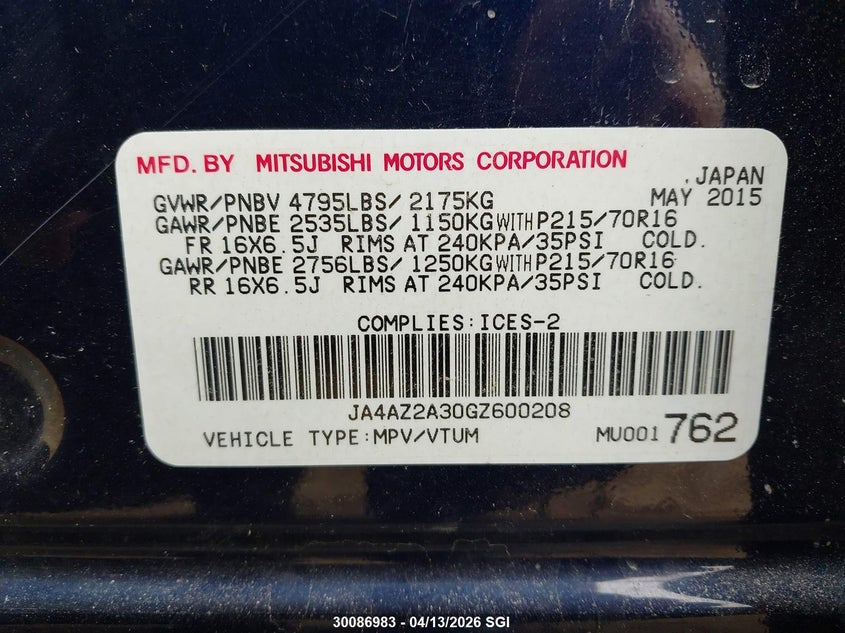 MFD. BY MITSUBISHI MOTORS CORPORATION
, JAPAN
GVWR/PNBV 4795LBS/ 2175KG MAY 2015
GAWR/PNBE 2535LBS/ 1150KG WITH P215/70R16
FR 16X6.5J RIMS AT 240KPA/35PSI COLD.
GAWR/PNBE 2756LBS/ 1250KG WITH P215/70R16
RR 16X6.5J RIMS AT 240KPA/35PSI COLD.
COMPLIES:ICES-2
JA4AZ2A30GZ600208
VEHICLE TYPE:MPV/VTUM MU001 762
30086983 - 04/13/2026 SGI